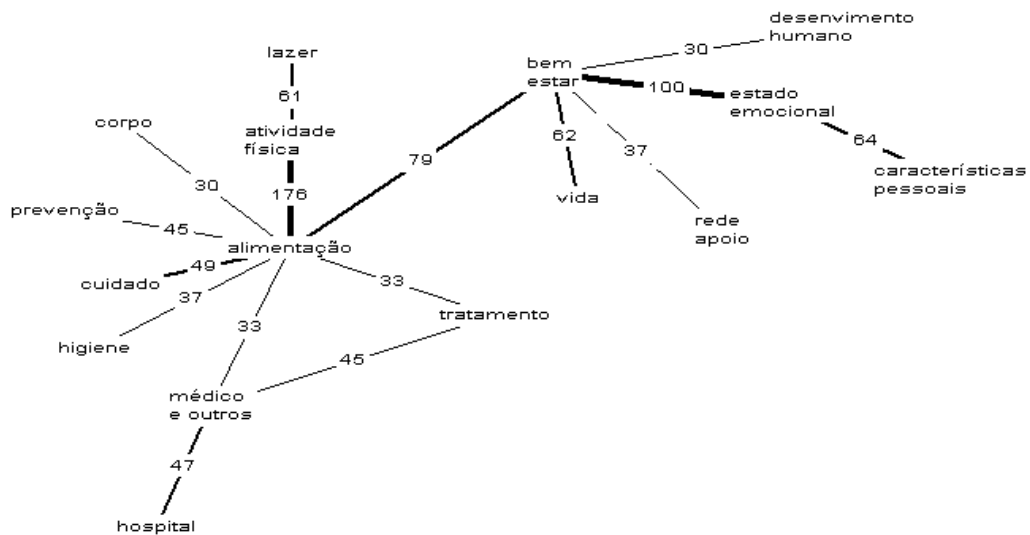 desenvimento
humano
30
lazer
bem
estar
100
estado
emocional
61
corpo
atividade
física
79
62
37
64
características
pessoais
30
176
vida
prevenção
45
rede
apoio
alimentação
49
cuidado
37
33
tratamento
higiene
33
45
médico
e outros
47
hospital